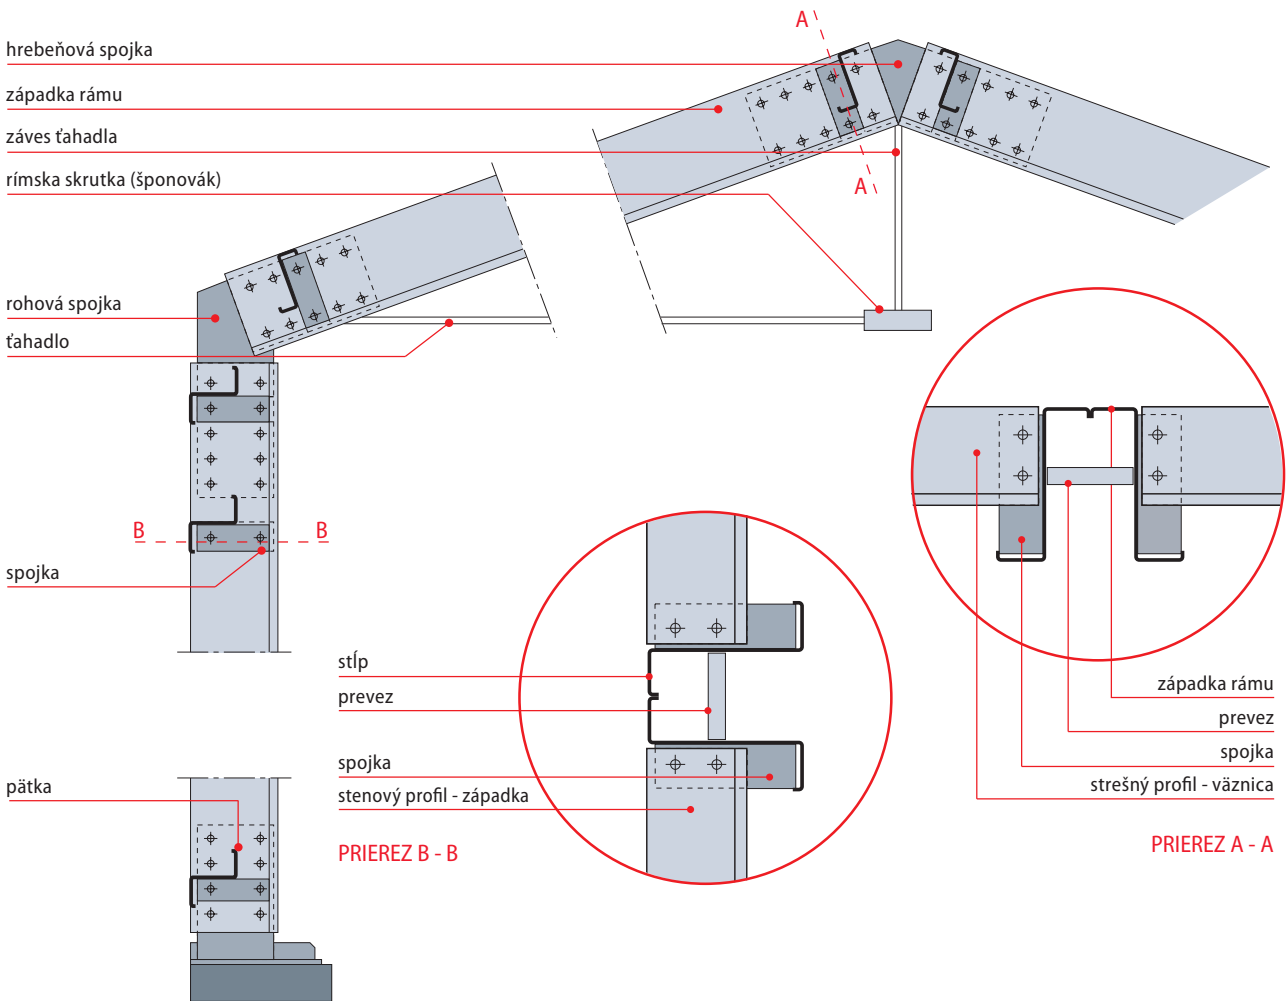 hrebeňová spojka
západka rámu
záves ťahadla
rímska skrutka (šponovák)
A
A
rohová spojka
ťahadlo
B
B
spojka
pätka
stĺp
prevez
spojka
stenový profil - západka
PRIEREZ B - B
západka rámu
prevez
spojka
strešný profil - väznica
PRIEREZ A - A